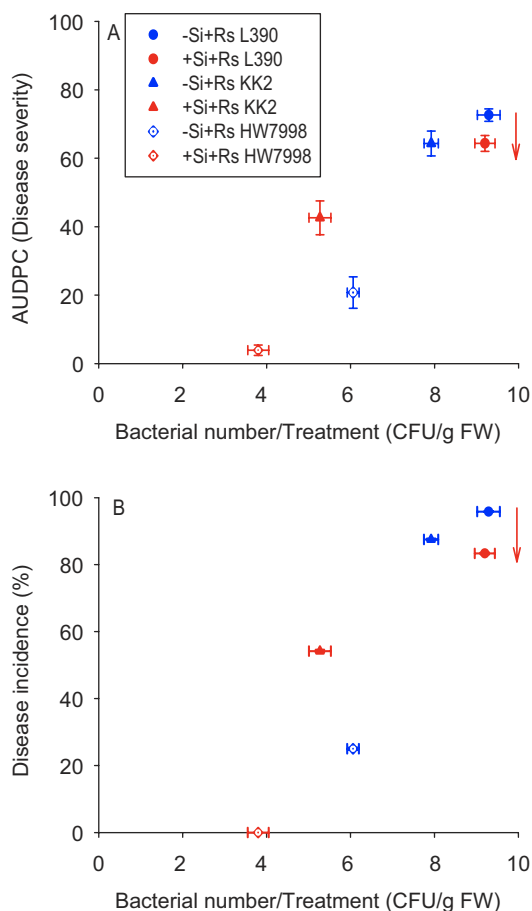 A
-Si+Rs L390
+Si+Rs L390
-Si+Rs KK2
+Si+Rs KK2
-Si+Rs HW7998
+Si+Rs HW7998
100
80
60
40
20
0
AUDPC (Disease severity)
0 2 4 6 8 10
Bacterial number/Treatment (CFU/g FW)
B
100
80
60
40
20
0
Disease incidence (%)
0 2 4 6 8 10
Bacterial number/Treatment (CFU/g FW)